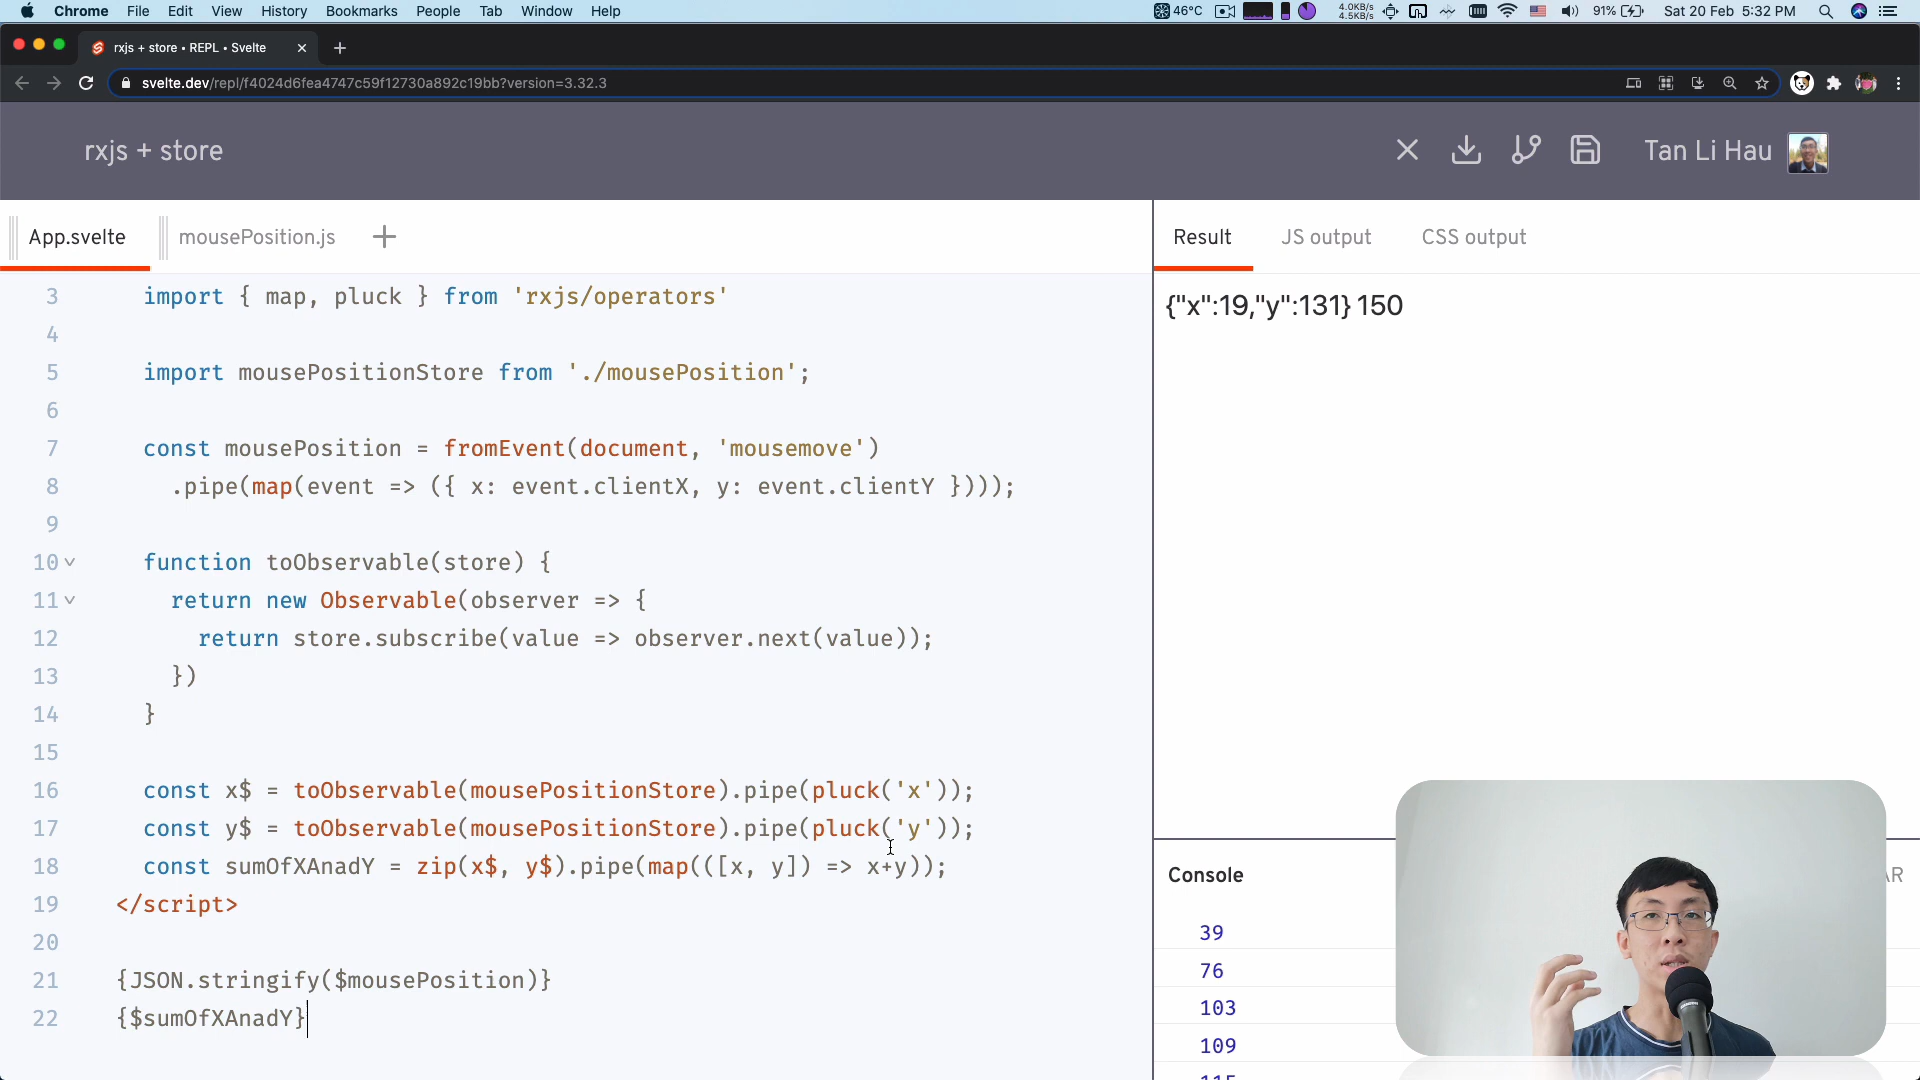 Chrome File Edit View History Bookmarks People Tab Window Help
46°C 4.0KB/s 4.5KB/s 91% Sat 20 Feb 5:32 PM
rxjs + store • REPL • Svelte
svelte.dev/repl/f4024d6fea4747c59f12730a892c19bb?version=3.32.3
rxjs + store
Tan Li Hau
App.svelte mousePosition.js
Result JS output CSS output
3 import { map, pluck } from 'rxjs/operators'
4
5 import mousePositionStore from './mousePosition';
6
7 const mousePosition = fromEvent(document, 'mousemove')
8 .pipe(map(event => ({ x: event.clientX, y: event.clientY })));
9
10 function toObservable(store) {
11 return new Observable(observer => {
12 return store.subscribe(value => observer.next(value));
13 })
14 }
15
16 const x$ = toObservable(mousePositionStore).pipe(pluck('x'));
17 const y$ = toObservable(mousePositionStore).pipe(pluck('y'));
18 const sumOfXAnadY = zip(x$, y$).pipe(map(([x, y]) => x+y));
19 </script>
20
21 {JSON.stringify($mousePosition)}
22 {$sumOfXAnadY}
{"x":19,"y":131} 150
Console
39
76
103
109